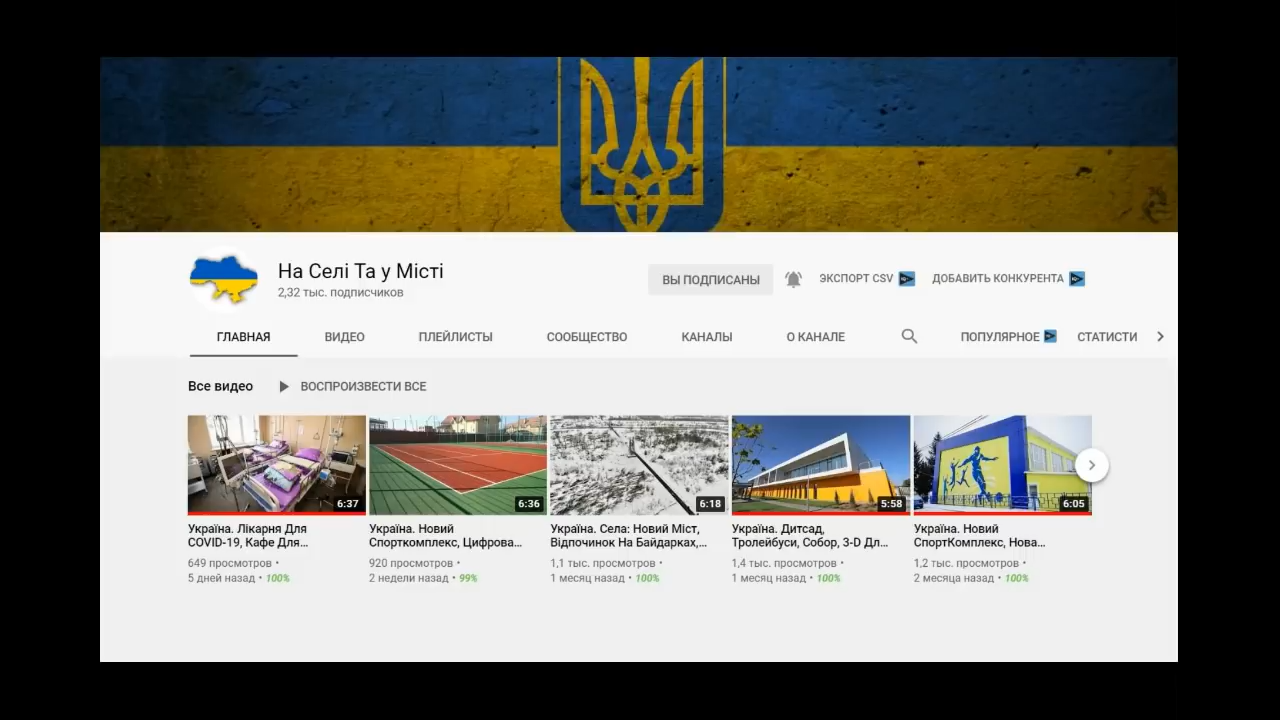 На Селі Та у Місті
2,32 тыс. подписчиков
ВЫ ПОДПИСАНЫ
ЭКСПОРТ CSV
ДОБАВИТЬ КОНКУРЕНТА
ГЛАВНАЯ
ВИДЕО
ПЛЕЙЛИСТЫ
СООБЩЕСТВО
КАНАЛЫ
О КАНАЛЕ
ПОПУЛЯРНОЕ
СТАТИСТИ
Все видео
ВОСПРОИЗВЕСТИ ВСЕ
6:37
Україна. Лікарня Для
COVID-19, Кафе Для...
649 просмотров •
5 дней назад • 100%
6:36
Україна. Новий
Спорткомплекс, Цифрова...
920 просмотров •
2 недели назад • 99%
6:18
Україна. Села: Новий Міст,
Відпочинок На Байдарках,...
1,1 тыс. просмотров •
1 месяц назад • 100%
5:58
Україна. Дитсад,
Тролейбуси, Собор, 3-D Дл...
1,4 тыс. просмотров •
1 месяц назад • 100%
6:05
Україна. Новий
СпортКомплекс, Нова...
1,2 тыс. просмотров •
2 месяца назад • 100%